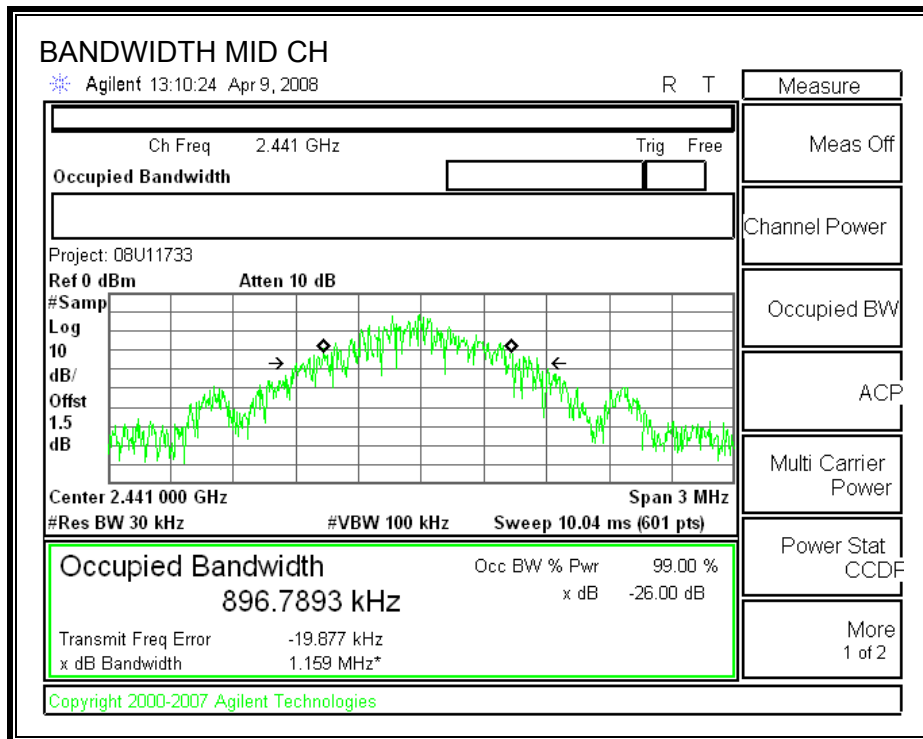 BANDWIDTH MID CH
Agilent 13:10:24 Apr 9, 2008 R T
Ch Freq 2.441 GHz Trig Free
Occupied Bandwidth
Project: 08U11733
Ref 0 dBm Atten 10 dB
#Samp
Log
10
dB/
Offst
1.5
dB
Center 2.441 000 GHz Span 3 MHz
#Res BW 30 kHz #VBW 100 kHz Sweep 10.04 ms (601 pts)
Occupied Bandwidth Occ BW % Pwr 99.00 %
896.7893 kHz x dB -26.00 dB
Transmit Freq Error -19.877 kHz
x dB Bandwidth 1.159 MHz*
Copyright 2000-2007 Agilent Technologies
Measure
Meas Off
Channel Power
Occupied BW
ACP
Multi Carrier
Power
Power Stat
CCDF
More
1 of 2